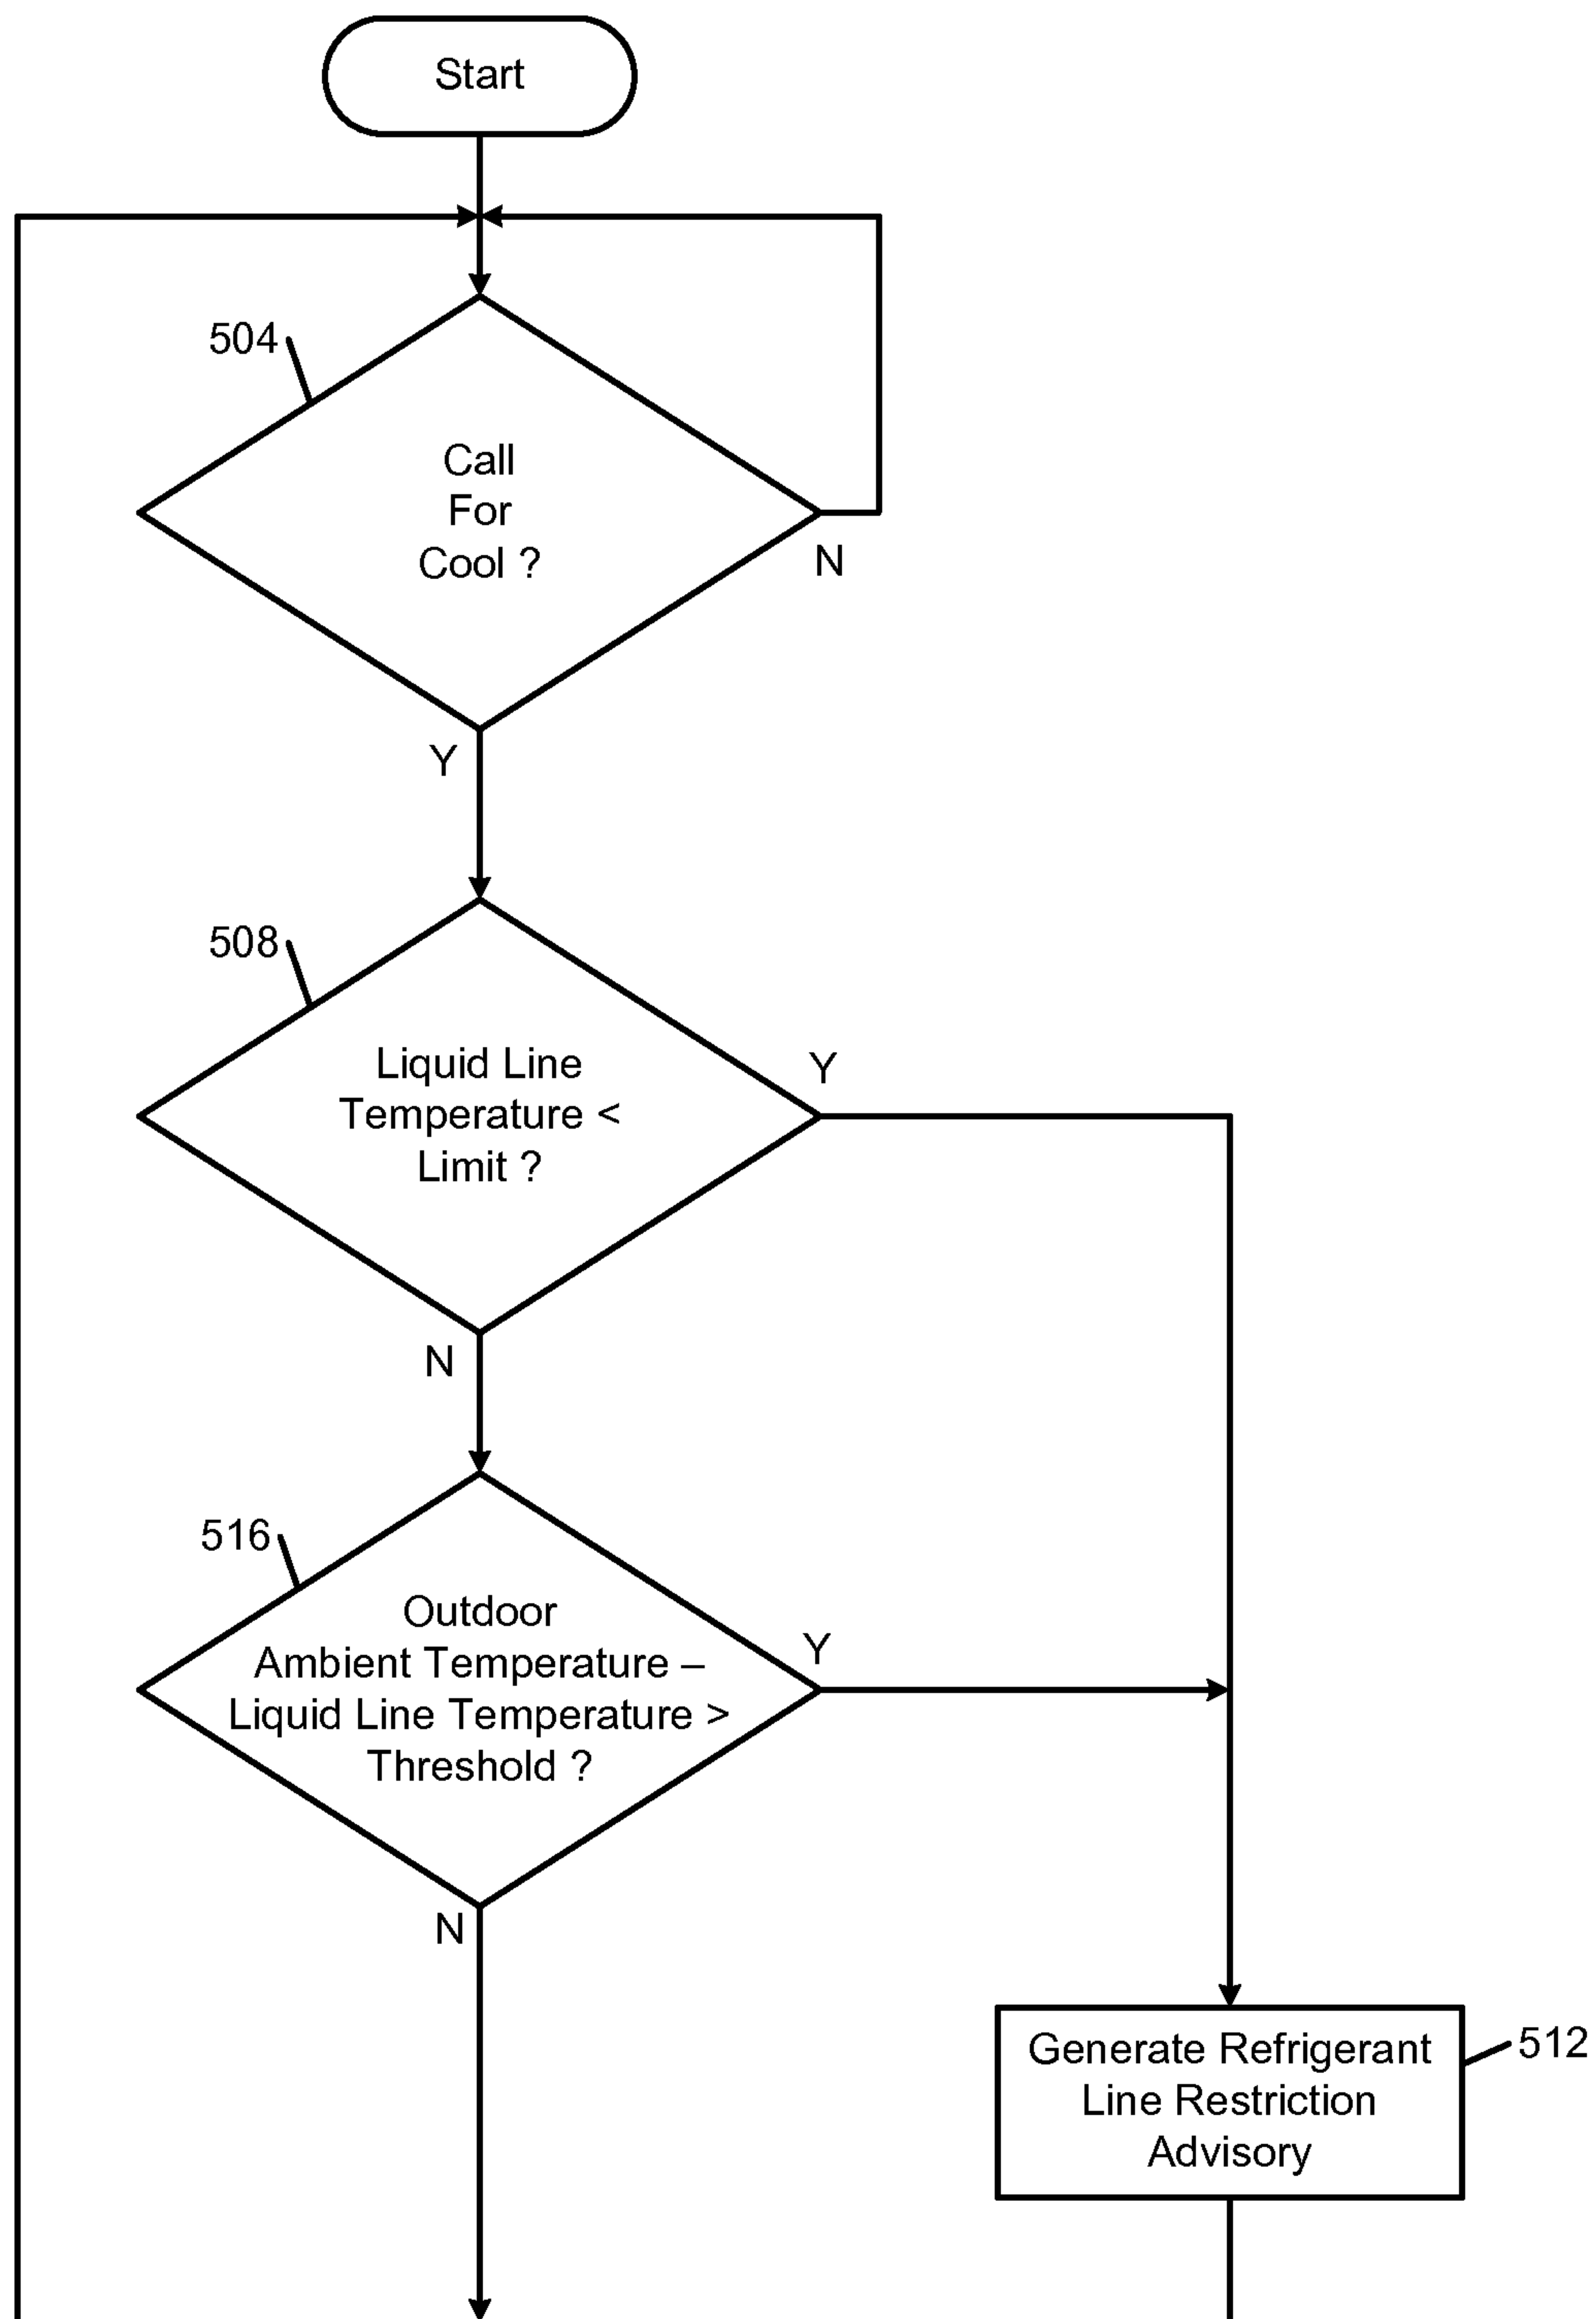 Start
504
Call
For
Cool ?
N
Y
508
Liquid Line
Temperature <
Limit ?
Y
N
516
Outdoor
Ambient Temperature –
Liquid Line Temperature >
Threshold ?
Y
N
Generate Refrigerant
Line Restriction
Advisory
512